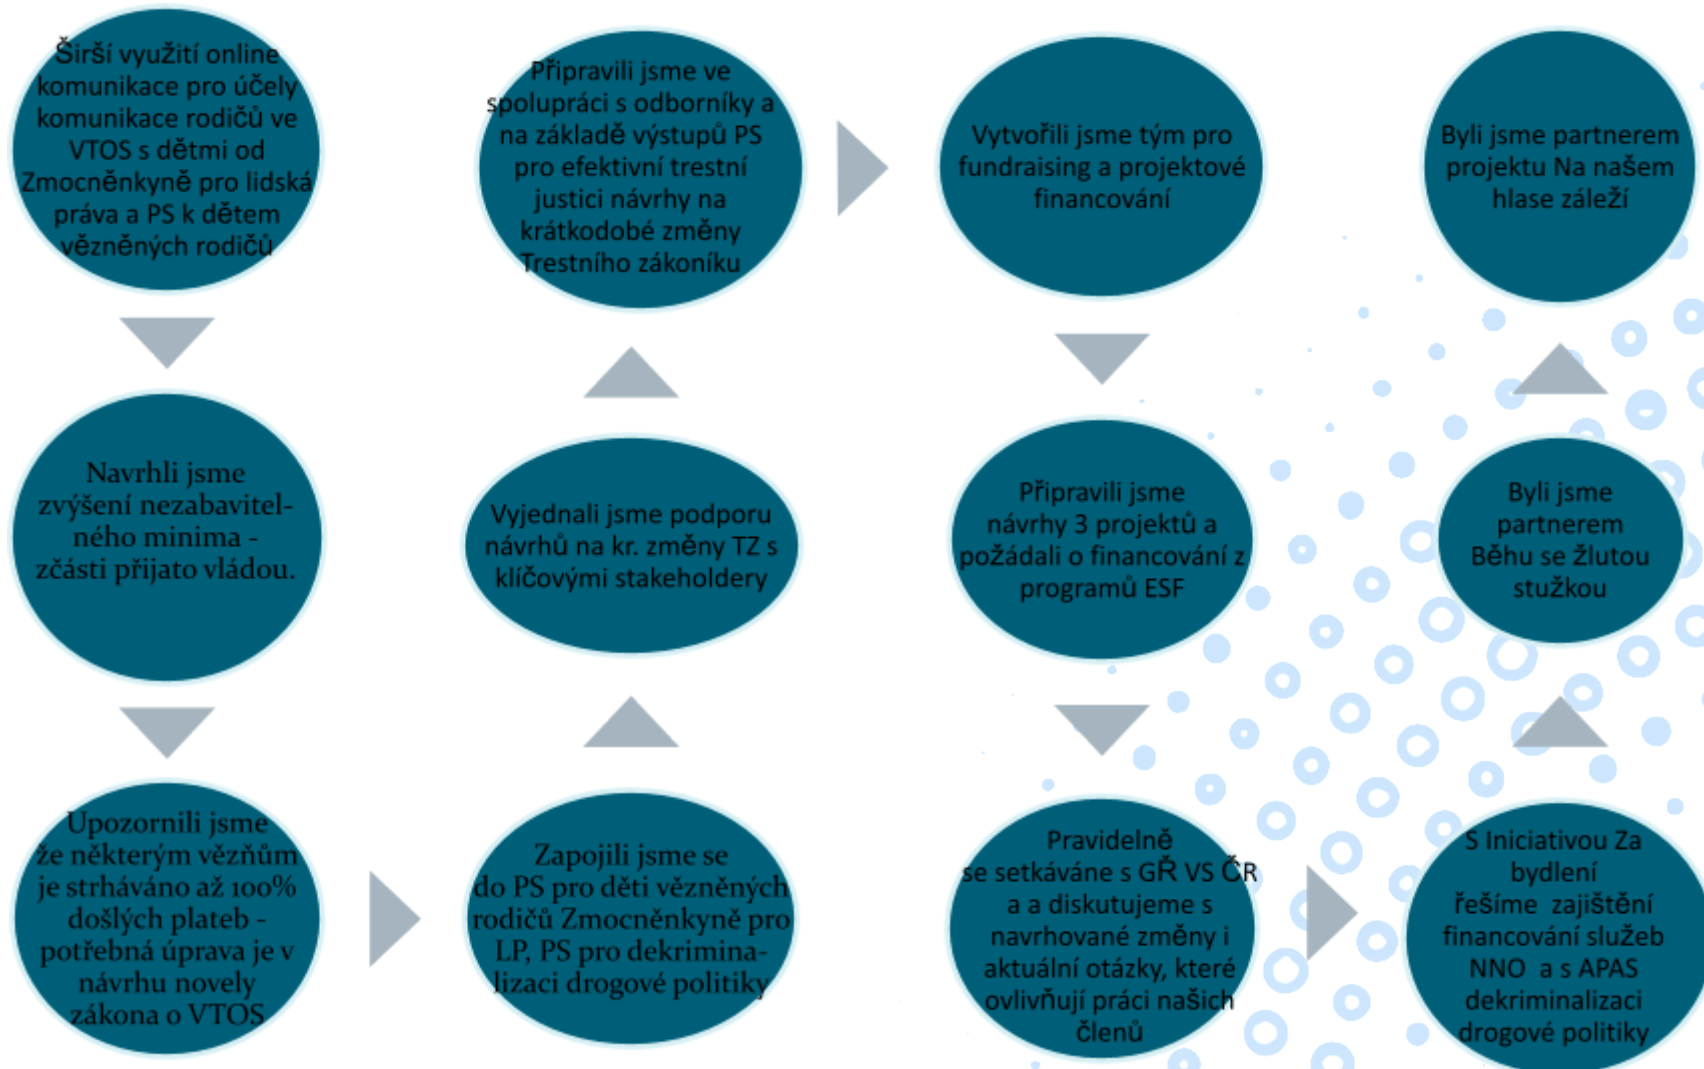 Širší využití online
komunikace pro účely
komunikace rodičů ve
VTOS s dětmi od
Zmocněnkyně pro lidská
práva a PS k dětem
vězněných rodičů
Navrhli jsme
zvýšení nezabavitel-
ného minima -
zčásti přijato vládou.
Upozornili jsme
že některým vězňům
je strháváno až 100%
došlých plateb -
potřebná úprava je v
návrhu novely
zákona o VTOS
Zapojili jsme se
do PS pro děti vězněných
rodičů Zmocněnkyně pro
LP, PS pro dekrimina-
lizaci drogové politiky
Vyjednali jsme podporu
návrhů na kr. změny TZ s
klíčovými stakeholdery
Připravili jsme ve
spolupráci s odborníky a
na základě výstupů PS
pro efektivní trestní
justici návrhy na
krátkodobé změny
Trestního zákoníku
Vytvořili jsme tým pro
fundraising a projektové
financování
Připravili jsme
návrhy 3 projektů a
požádali o financování z
programů ESF
Pravidelně
se setkáváme s GŘ VS ČR
a a diskutujeme s
navrhované změny i
aktuální otázky, které
ovlivňují práci našich
členů
S Iniciativou Za
bydlení
řešíme zajištění
financování služeb
NNO a s APAS
dekriminalizaci
drogové politiky
Byli jsme
partnerem
Běhu se žlutou
stužkou
Byli jsme partnerem
projektu Na našem
hlase záleží